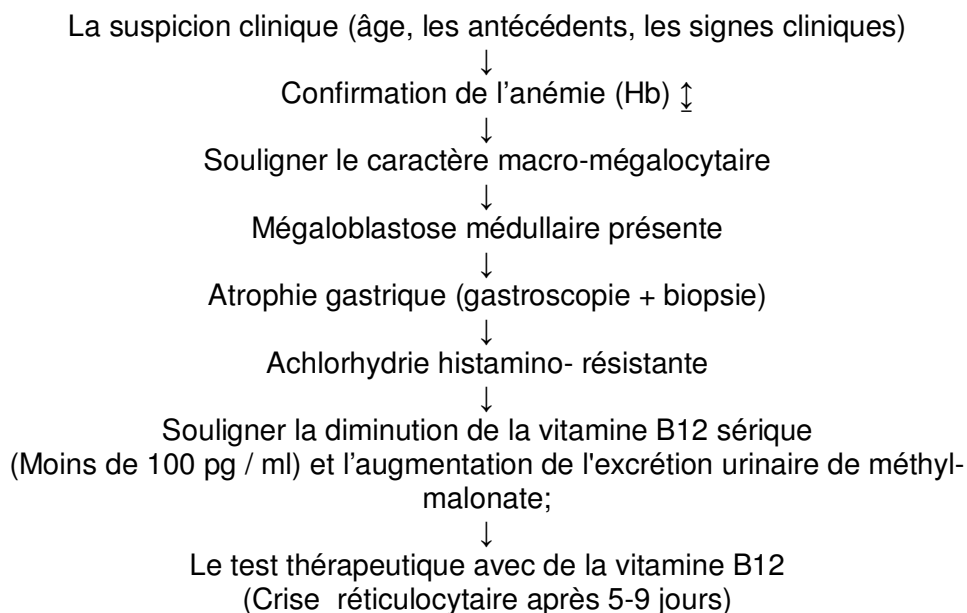 La suspicion clinique (âge, les antécédents, les signes cliniques)
↓
Confirmation de l'anémie (Hb) ↨
↓
Souligner le caractère macro-mégalocytaire
↓
Mégaloblastose médullaire présente
↓
Atrophie gastrique (gastroscopie + biopsie)
↓
Achlorhydrie histamino- résistante
↓
Souligner la diminution de la vitamine B12 sérique
(Moins de 100 pg / ml) et l'augmentation de l'excrétion urinaire de méthyl-
malonate;
↓
Le test thérapeutique avec de la vitamine B12
(Crise réticulocytaire après 5-9 jours)